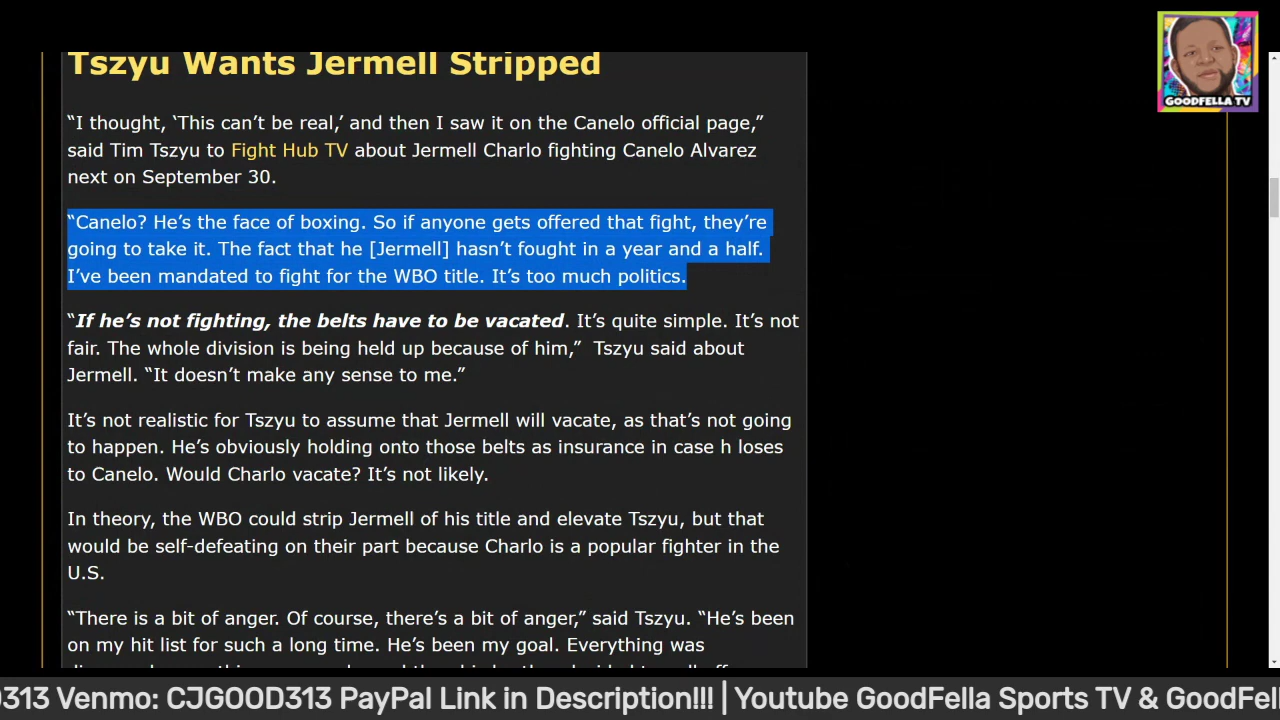 GOODFELLA TV
Tszyu Wants Jermell Stripped
“I thought, ‘This can’t be real,’ and then I saw it on the Canelo official page,”
said Tim Tszyu to Fight Hub TV about Jermell Charlo fighting Canelo Alvarez
next on September 30.
“Canelo? He’s the face of boxing. So if anyone gets offered that fight, they’re
going to take it. The fact that he [Jermell] hasn’t fought in a year and a half.
I’ve been mandated to fight for the WBO title. It’s too much politics.
“If he’s not fighting, the belts have to be vacated. It’s quite simple. It’s not
fair. The whole division is being held up because of him,”  Tszyu said about
Jermell. “It doesn’t make any sense to me.”
It’s not realistic for Tszyu to assume that Jermell will vacate, as that’s not going
to happen. He’s obviously holding onto those belts as insurance in case h loses
to Canelo. Would Charlo vacate? It’s not likely.
In theory, the WBO could strip Jermell of his title and elevate Tszyu, but that
would be self-defeating on their part because Charlo is a popular fighter in the
U.S.
“There is a bit of anger. Of course, there’s a bit of anger,” said Tszyu. “He’s been
on my hit list for such a long time. He’s been my goal. Everything was
313 Venmo: CJGOOD313 PayPal Link in Description!!! | Youtube GoodFella Sports TV & GoodFell